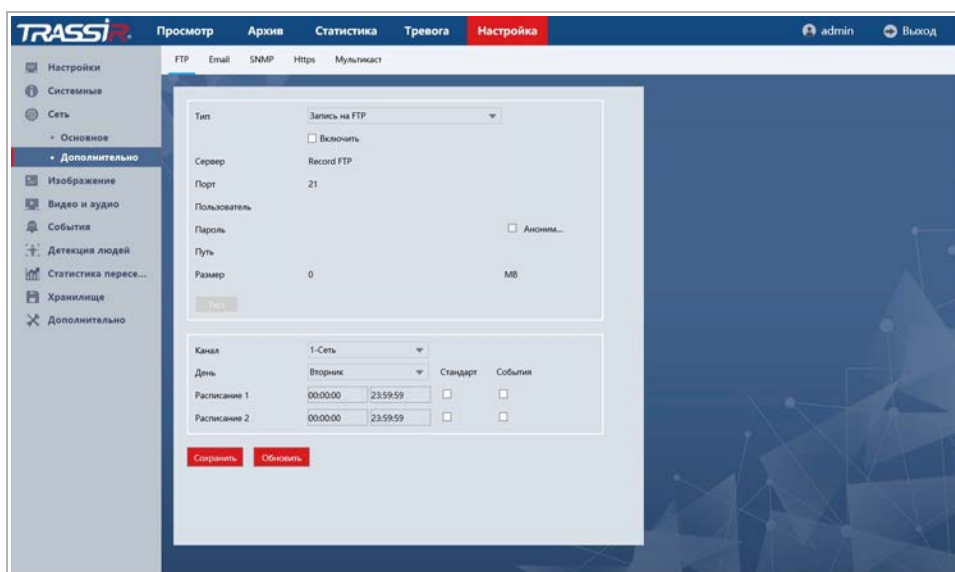 TRASSIR Просмотр Архив Статистика Тревога Настройка admin Выход
FTP Email SNMP Https Мультикаст
Настройки
Системные
Сеть
Основное
Дополнительно
Изображение
Видео и аудио
События
Детекция людей
Статистика пересе...
Хранилище
Дополнительно
Тип Запись на FTP
Включить
Сервер Record FTP
Порт 21
Пользователь
Пароль Аноним...
Путь
Размер 0 MB
Тест
Канал 1-Сеть
День Вторник Стандарт События
Расписание 1 00:00:00 23:59:59
Расписание 2 00:00:00 23:59:59
Сохранить Обновить